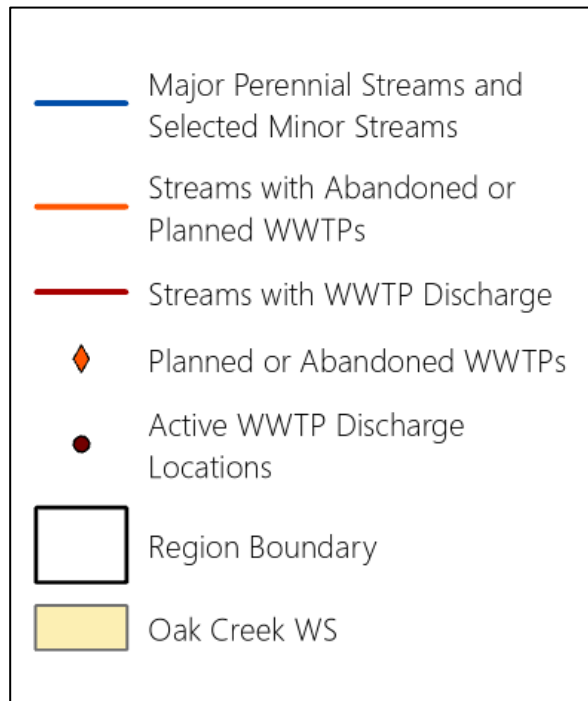 Major Perennial Streams and
Selected Minor Streams
Streams with Abandoned or
Planned WWTPs
Streams with WWTP Discharge
Planned or Abandoned WWTPs
Active WWTP Discharge
Locations
Region Boundary
Oak Creek WS